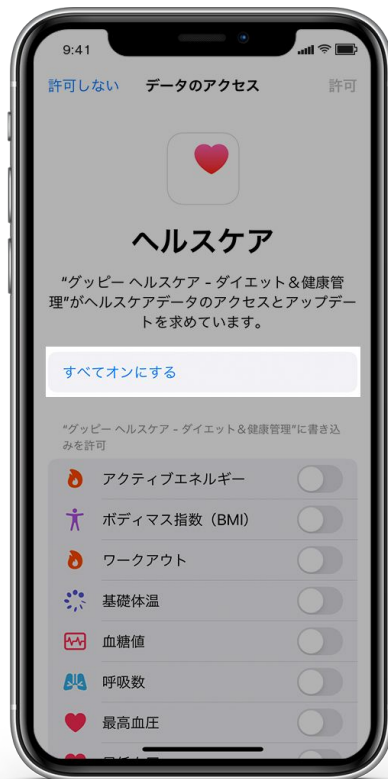 9:41
許可しない データのアクセス 許可
ヘルスケア
“グッピー ヘルスケア - ダイエット＆健康管
理”がヘルスケアデータのアクセスとアップデー
トを求めています。
すべてオンにする
“グッピー ヘルスケア - ダイエット＆健康管理”に書き込
みを許可
アクティブエネルギー
ボディマス指数（BMI）
ワークアウト
基礎体温
血糖値
呼吸数
最高血圧